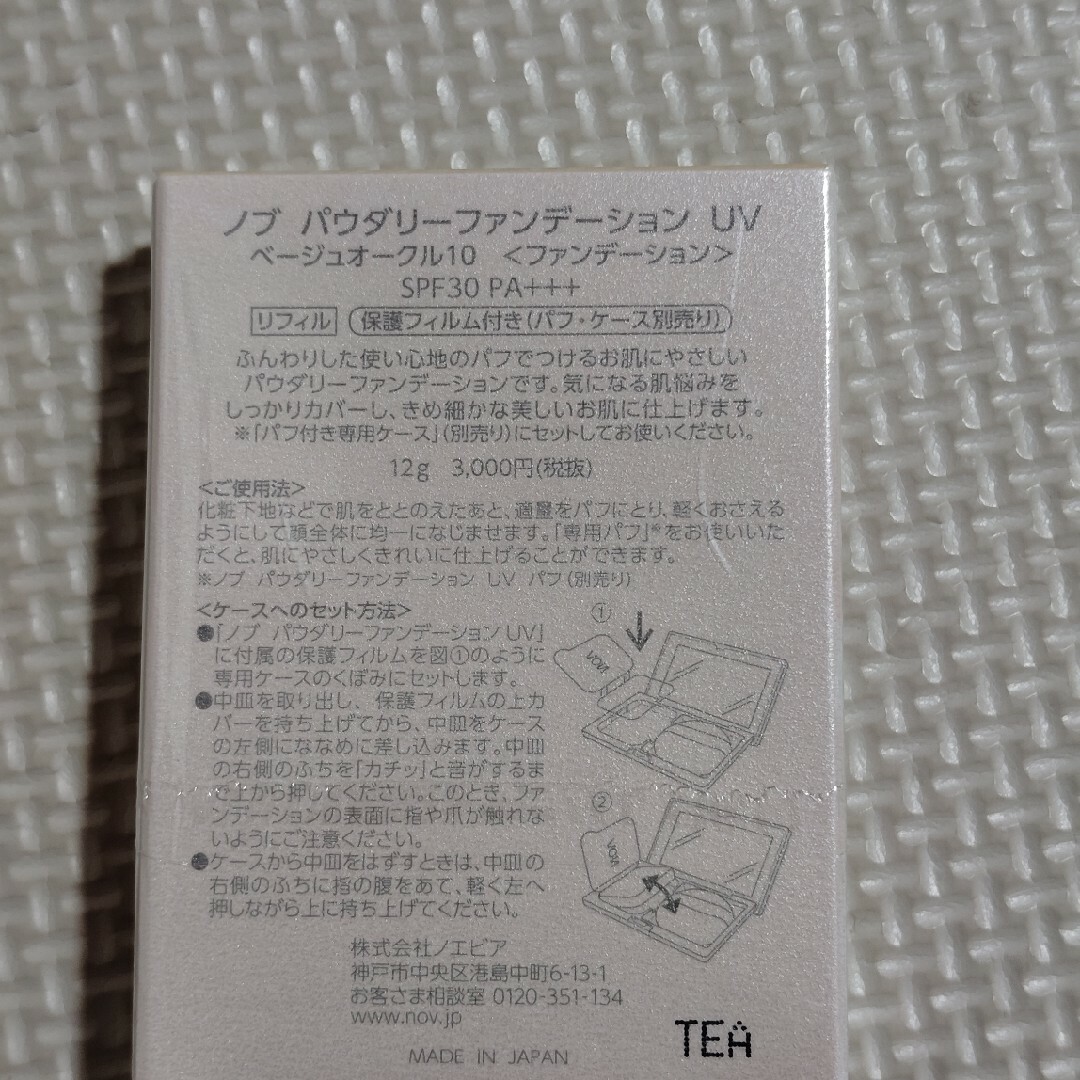 ノブ パウダリーファンデーション UV
ベージュオークル10 <ファンデーション>
SPF30 PA+++
リフィル 保護フィルム付き(パフ・ケース別売り)
ふんわりした使い心地のパフでつけるお肌にやさしい
パウダリーファンデーションです。気になる肌悩みを
しっかりカバーし、きめ細かな美しいお肌に仕上げます。
※「パフ付き専用ケース」(別売り)にセットしてお使いください。
12g 3,000円(税抜)
<ご使用法>
化粧下地などで肌をととのえたあと、適量をパフにとり、軽くおさえる
ようにして顔全体に均一になじませます。「専用パフ」※をお使いいた
だくと、肌にやさしくきれいに仕上げることができます。
※ノブ パウダリーファンデーション UV パフ(別売り)
<ケースへのセット方法>
●「ノブ パウダリーファンデーション UV」
に付属の保護フィルムを図①のように
専用ケースのくぼみにセットします。
●中皿を取り出し、保護フィルムの上カ
バーを持ち上げてから、中皿をケース
の左側にななめに差し込みます。中皿
の右側のふちを「カチッ」と音がするま
で上から押してください。このとき、ファ
ンデーションの表面に指や爪が触れな
いようにご注意ください。
●ケースから中皿をはずすときは、中皿の
右側のふちに指の腹をあて、軽く左へ
押しながら上に持ち上げてください。
①
NOV
②
NOV
株式会社ノエビア
神戸市中央区港島中町6-13-1
お客さま相談室 0120-351-134
www.nov.jp
MADE IN JAPAN
TEA